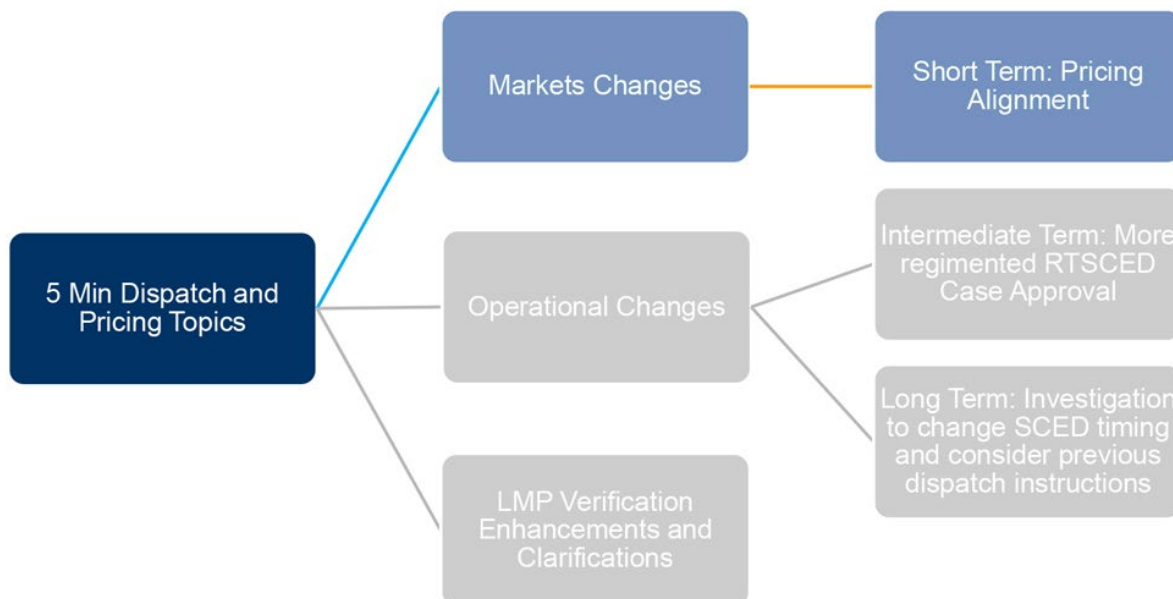 Markets Changes
Short Term: Pricing
Alignment
5 Min Dispatch and
Pricing Topics
Operational Changes
Intermediate Term: More
regimented RTSCED
Case Approval
Long Term: Investigation
to change SCED timing
and consider previous
dispatch instructions
LMP Verification
Enhancements and
Clarifications